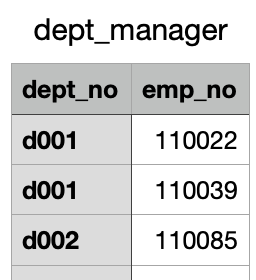 dept_manager
dept_no emp_no
d001 110022
d001 110039
d002 110085